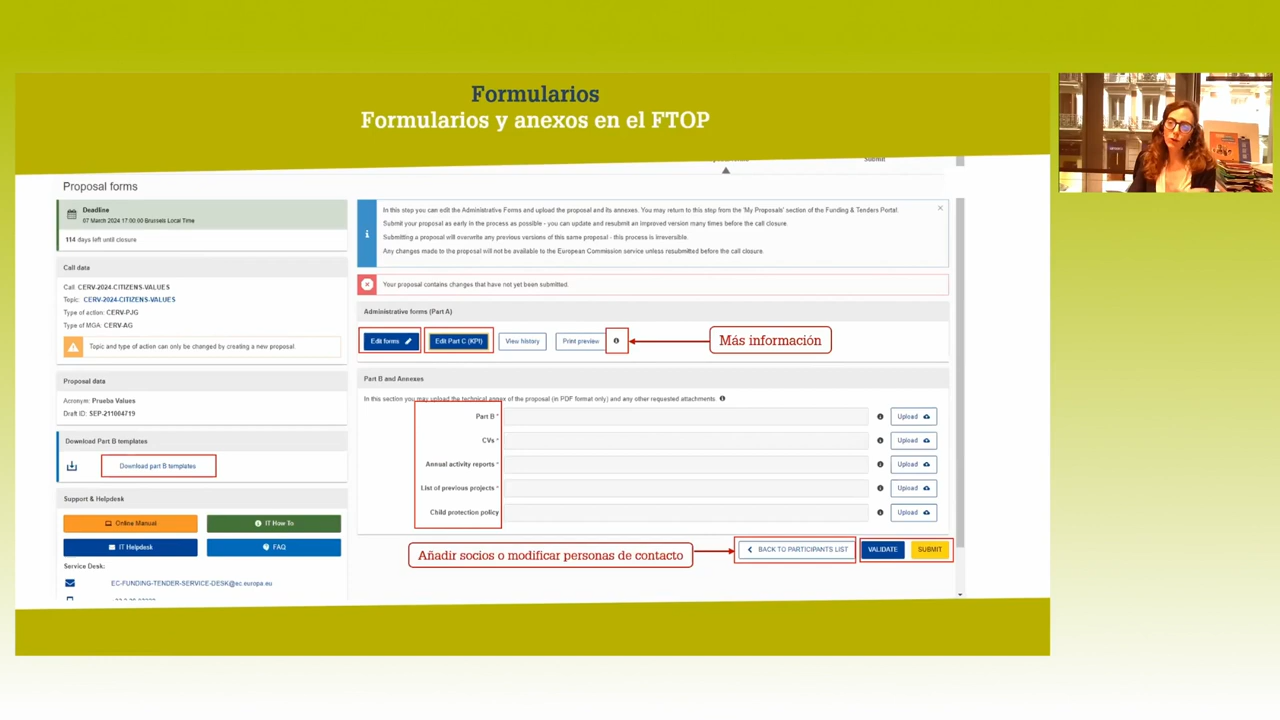 Formularios
Formularios y anexos en el FTOP
Submit
Proposal forms
Deadline
07 March 2024 17:00:00 Brussels Local Time
114 days left until closure
Call data
Call: CERV-2024-CITIZENS-VALUES
Topic: CERV-2024-CITIZENS-VALUES
Type of action: CERV-PJG
Type of MGA: CERV-AG
Topic and type of action can only be changed by creating a new proposal.
Proposal data
Acronym: Prueba Values
Draft ID: SEP-211004719
Download Part B templates
Download part B templates
Support & Helpdesk
Online Manual
IT How To
IT Helpdesk
FAQ
Service Desk:
EC-FUNDING-TENDER-SERVICE-DESK@ec.europa.eu
In this step you can edit the Administrative Forms and upload the proposal and its annexes. You may return to this step from the 'My Proposals' section of the Funding & Tenders Portal.
Submit your proposal as early in the process as possible - you can update and resubmit an improved version many times before the call closure.
Submitting a proposal will overwrite any previous versions of this same proposal - this process is irreversible.
Any changes made to the proposal will not be available to the European Commission service unless resubmitted before the call closure.
Your proposal contains changes that have not yet been submitted.
Administrative forms (Part A)
Edit forms
Edit Part C (KPI)
View history
Print preview
Más información
Part B and Annexes
In this section you may upload the technical annex of the proposal (in PDF format only) and any other requested attachments.
Part B * Upload
CVs * Upload
Annual activity reports * Upload
List of previous projects * Upload
Child protection policy Upload
Añadir socios o modificar personas de contacto
BACK TO PARTICIPANTS LIST
VALIDATE
SUBMIT